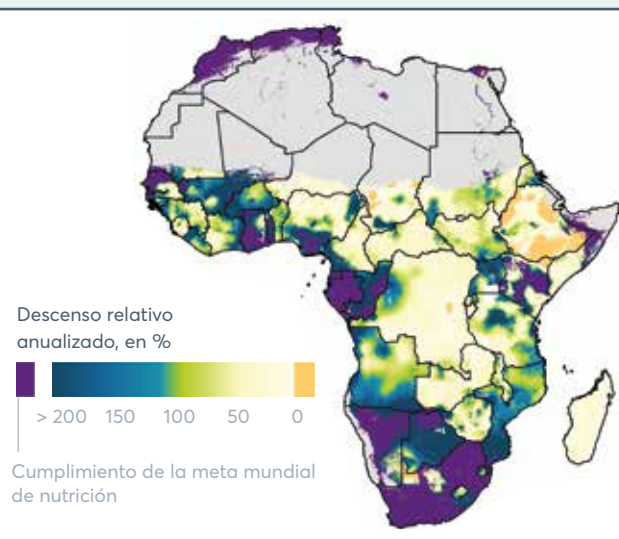 Descenso relativo
anualizado, en %
> 200 150 100 50 0
Cumplimiento de la meta mundial
de nutrición